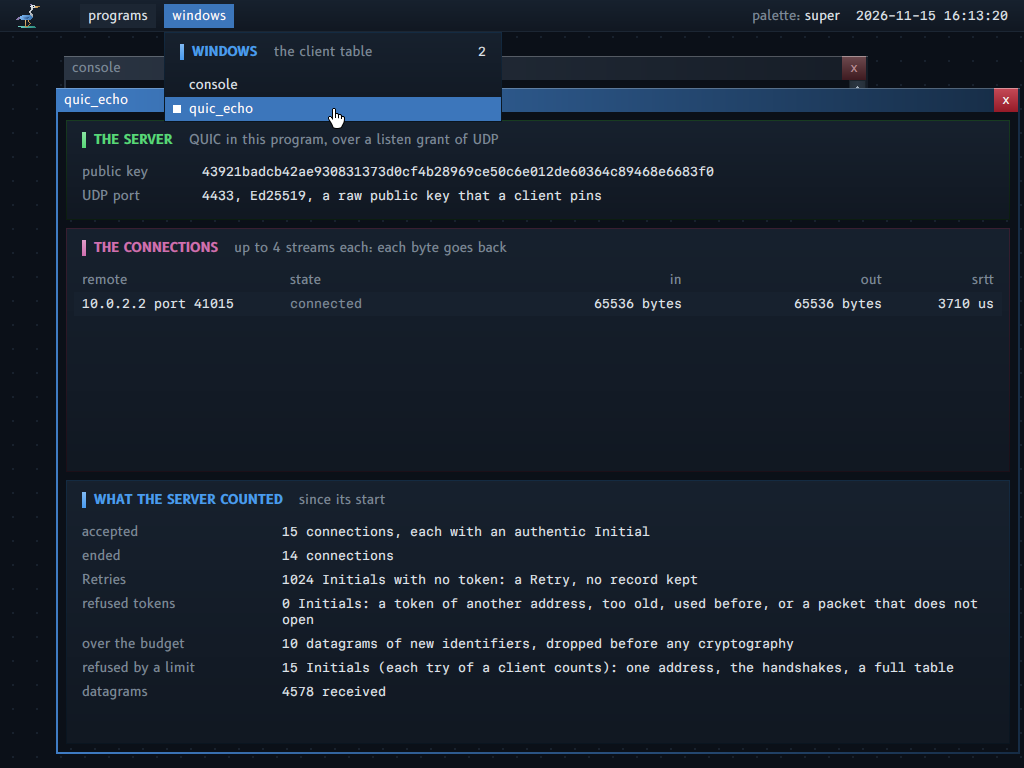 programs windows palette: super 2026-11-15 16:13:20
WINDOWS the client table 2
console
quic_echo
console x
quic_echo x
THE SERVER QUIC in this program, over a listen grant of UDP
public key 43921badcb42ae930831373d0cf4b28969ce50c6e012de60364c89468e6683f0
UDP port 4433, Ed25519, a raw public key that a client pins
THE CONNECTIONS up to 4 streams each: each byte goes back
remote state in out srtt
10.0.2.2 port 41015 connected 65536 bytes 65536 bytes 3710 us
WHAT THE SERVER COUNTED since its start
accepted 15 connections, each with an authentic Initial
ended 14 connections
Retries 1024 Initials with no token: a Retry, no record kept
refused tokens 0 Initials: a token of another address, too old, used before, or a packet that does not
open
over the budget 10 datagrams of new identifiers, dropped before any cryptography
refused by a limit 15 Initials (each try of a client counts): one address, the handshakes, a full table
datagrams 4578 received